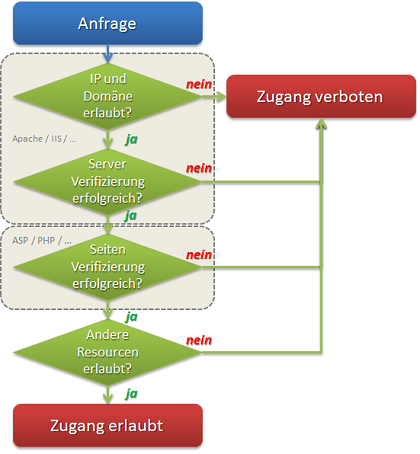 Anfrage
IP und
Domäne
erlaubt?
nein
Zugang verboten
ja
Apache / IIS / ...
Server
Verifizierung
erfolgreich?
nein
ja
ASP / PHP / ...
Seiten
Verifizierung
erfolgreich?
nein
ja
Andere
Resourcen
erlaubt?
nein
ja
Zugang erlaubt